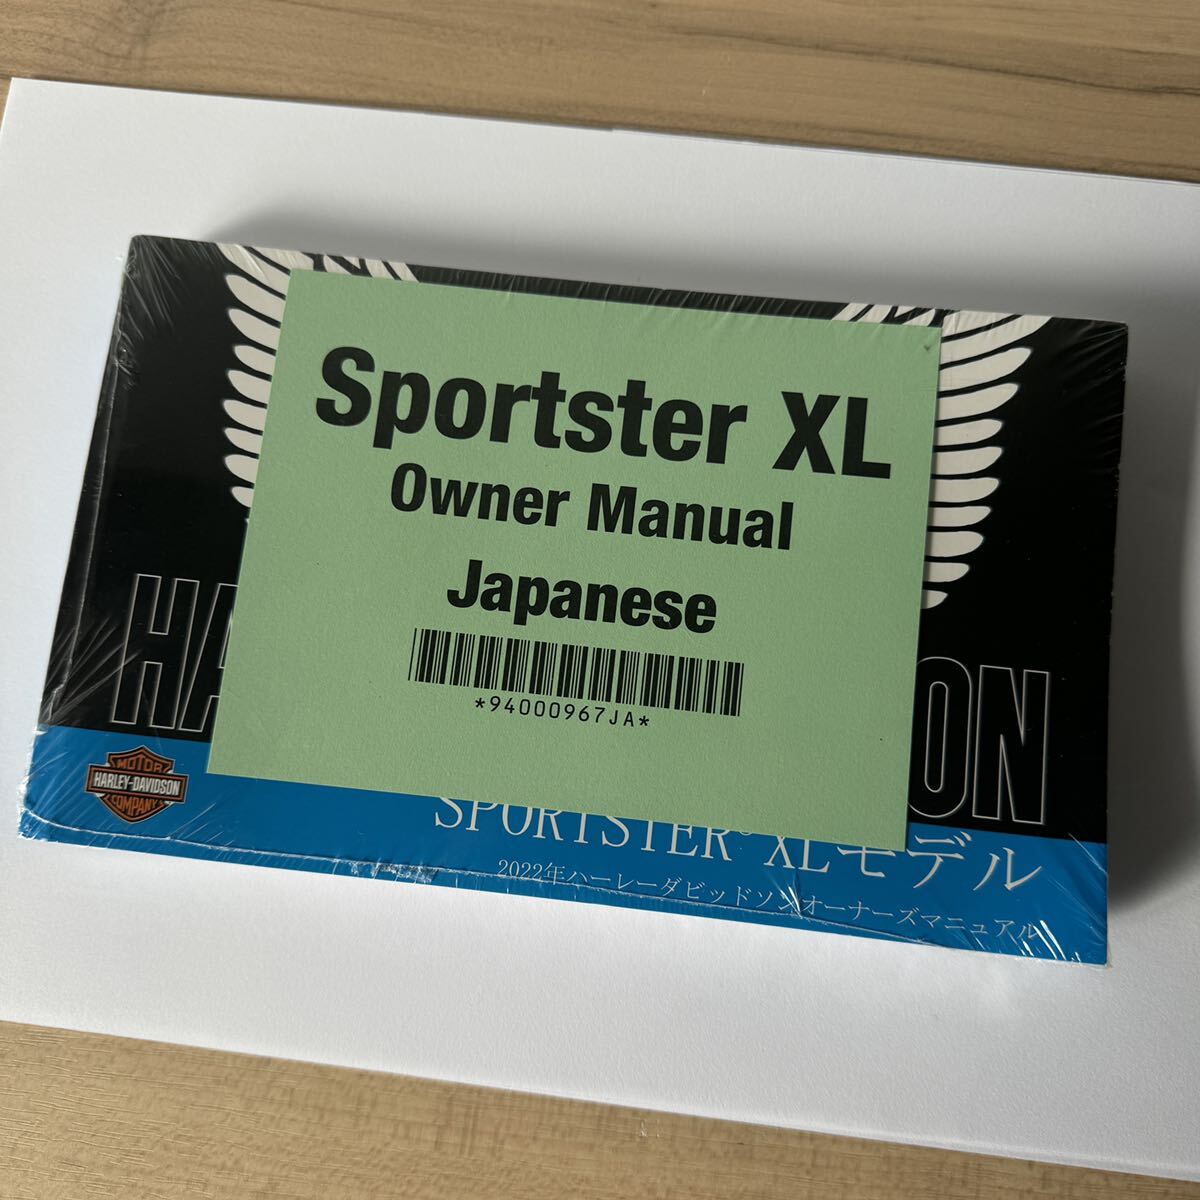 Sportster XL
Owner Manual
Japanese
*94000967JA*
HA
ON
MOTOR
HARLEY-DAVIDSON
COMPANY
SPORTSTER® XLモデル
2022年ハーレーダビッドソンオーナーズマニュアル